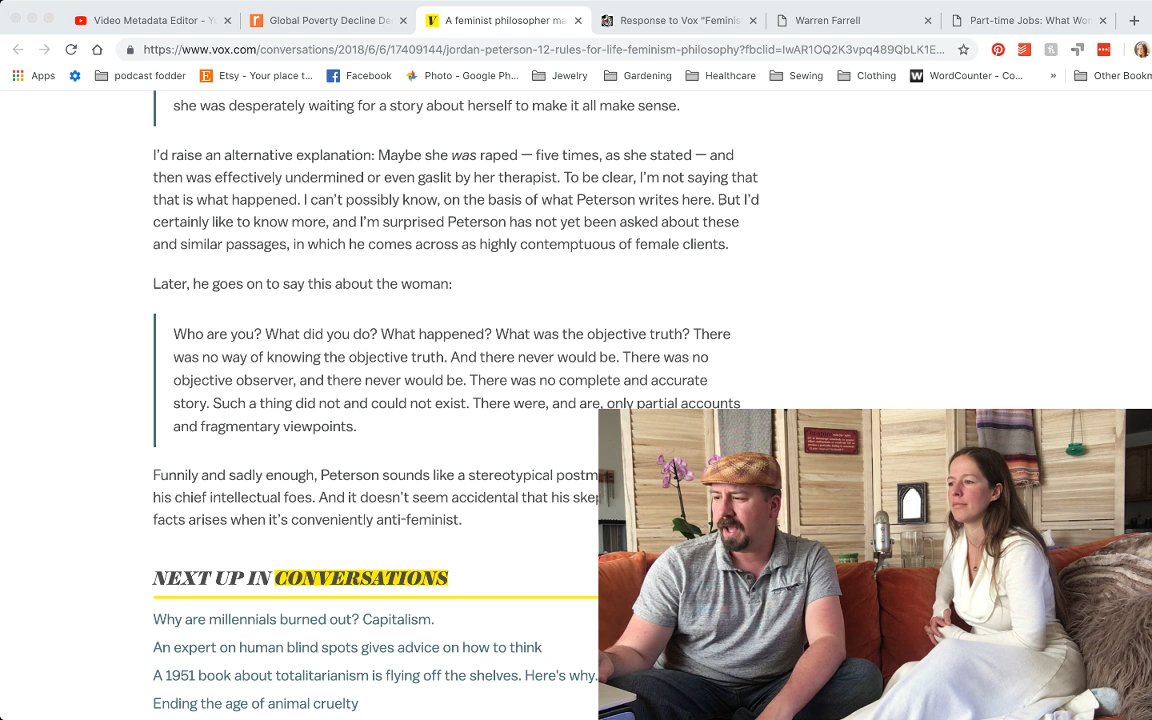 Video Metadata Editor - Y
Global Poverty Decline De
A feminist philosopher ma
Response to Vox "Feminis
Warren Farrell
Part-time Jobs: What Wo
https://www.vox.com/conversations/2018/6/6/17409144/jordan-peterson-12-rules-for-life-feminism-philosophy?fbclid=IwAR1OQ2K3vpq489QbLK1E...
Apps
podcast fodder
Etsy - Your place t...
Facebook
Photo - Google Ph...
Jewelry
Gardening
Healthcare
Sewing
Clothing
WordCounter - Co...
»
Other Bookm
she was desperately waiting for a story about herself to make it all make sense.
I'd raise an alternative explanation: Maybe she was raped — five times, as she stated — and
then was effectively undermined or even gaslit by her therapist. To be clear, I'm not saying that
that is what happened. I can't possibly know, on the basis of what Peterson writes here. But I'd
certainly like to know more, and I'm surprised Peterson has not yet been asked about these
and similar passages, in which he comes across as highly contemptuous of female clients.
Later, he goes on to say this about the woman:
Who are you? What did you do? What happened? What was the objective truth? There
was no way of knowing the objective truth. And there never would be. There was no
objective observer, and there never would be. There was no complete and accurate
story. Such a thing did not and could not exist. There were, and are, only partial accounts
and fragmentary viewpoints.
Funnily and sadly enough, Peterson sounds like a stereotypical postm
his chief intellectual foes. And it doesn't seem accidental that his skep
facts arises when it's conveniently anti-feminist.
NEXT UP IN CONVERSATIONS
Why are millennials burned out? Capitalism.
An expert on human blind spots gives advice on how to think
A 1951 book about totalitarianism is flying off the shelves. Here's why.
Ending the age of animal cruelty